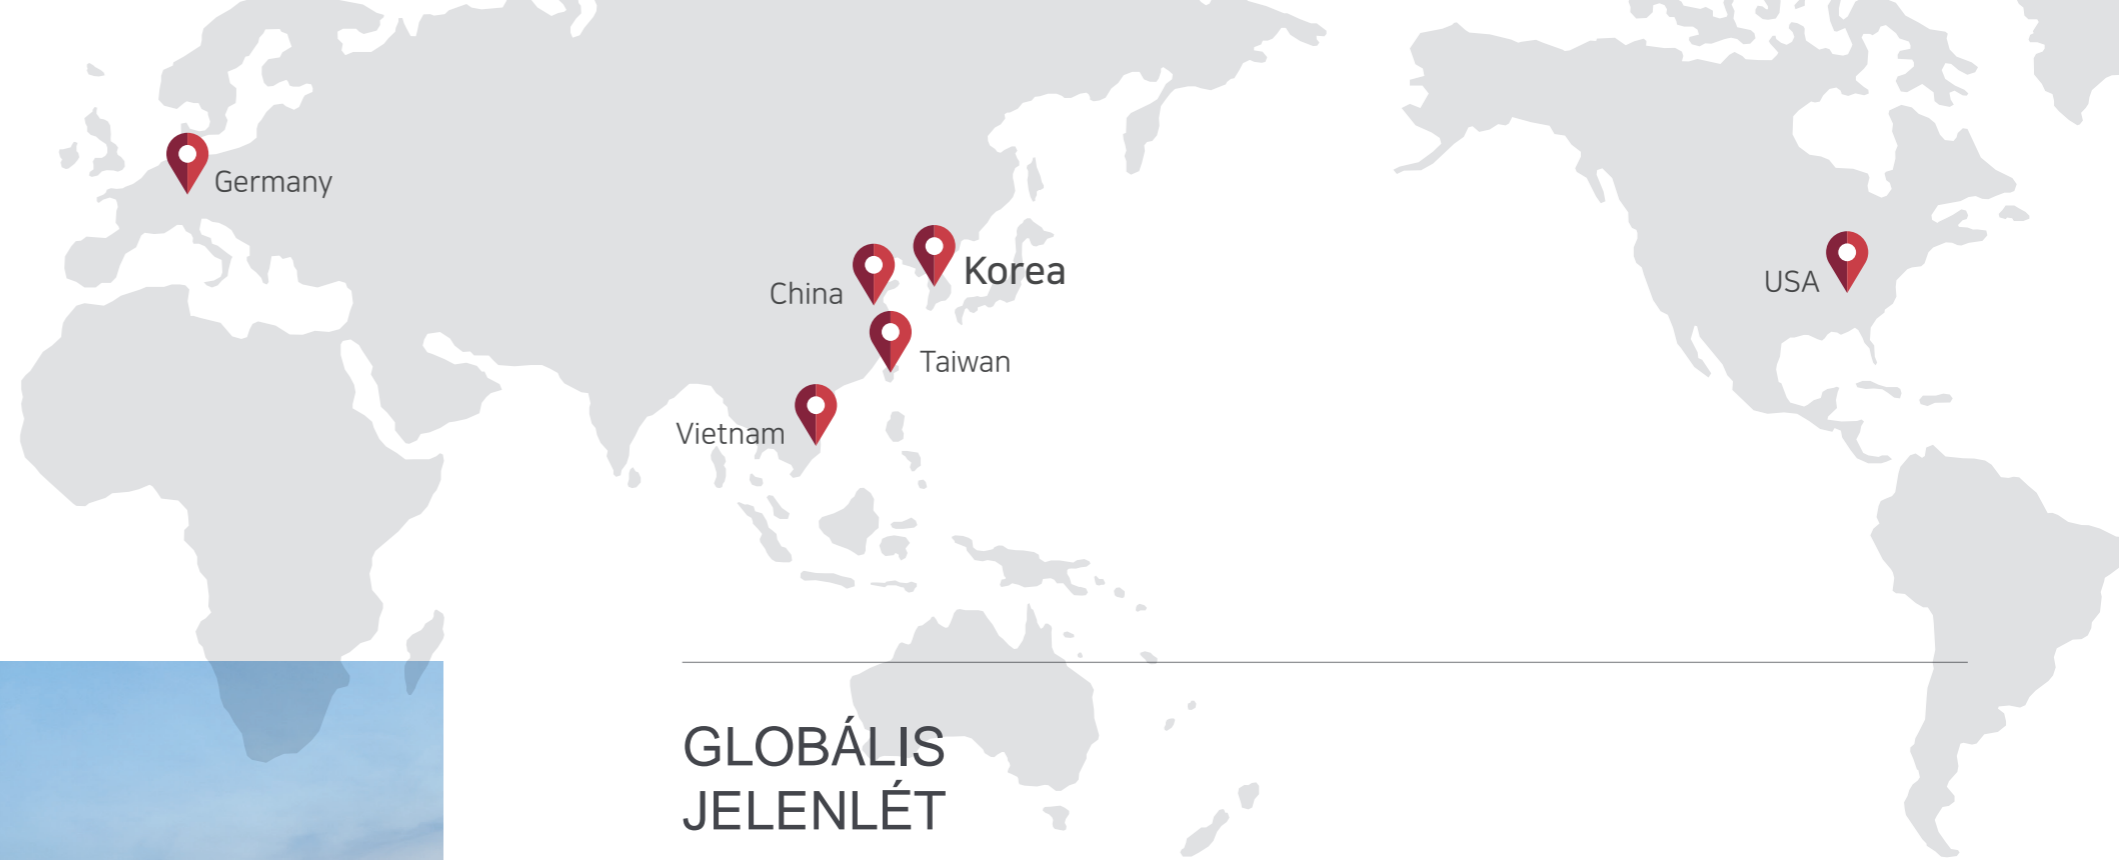 Germany
Korea
China
USA
Taiwan
Vietnam
GLOBÁLIS
JELENLÉT